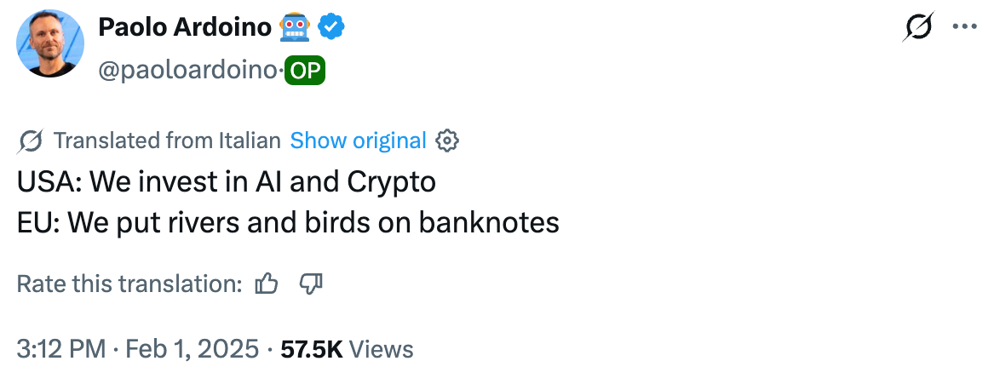 Paolo Ardoino 🤖
@paoloardoino·OP
Translated from Italian Show original
USA: We invest in AI and Crypto
EU: We put rivers and birds on banknotes
Rate this translation:
3:12 PM · Feb 1, 2025 · 57.5K Views